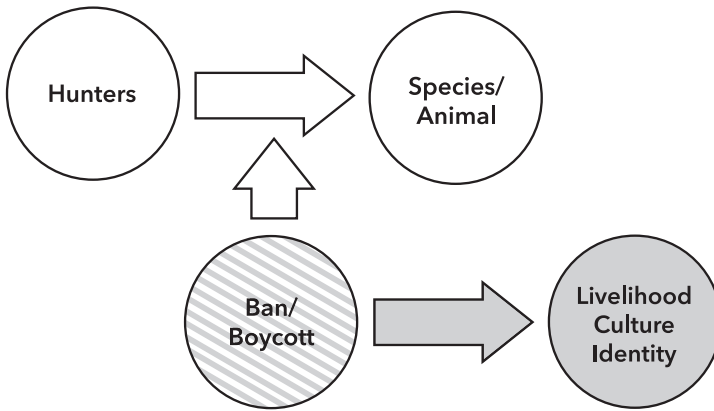 Hunters
Species/
Animal
Ban/
Boycott
Livelihood
Culture
Identity